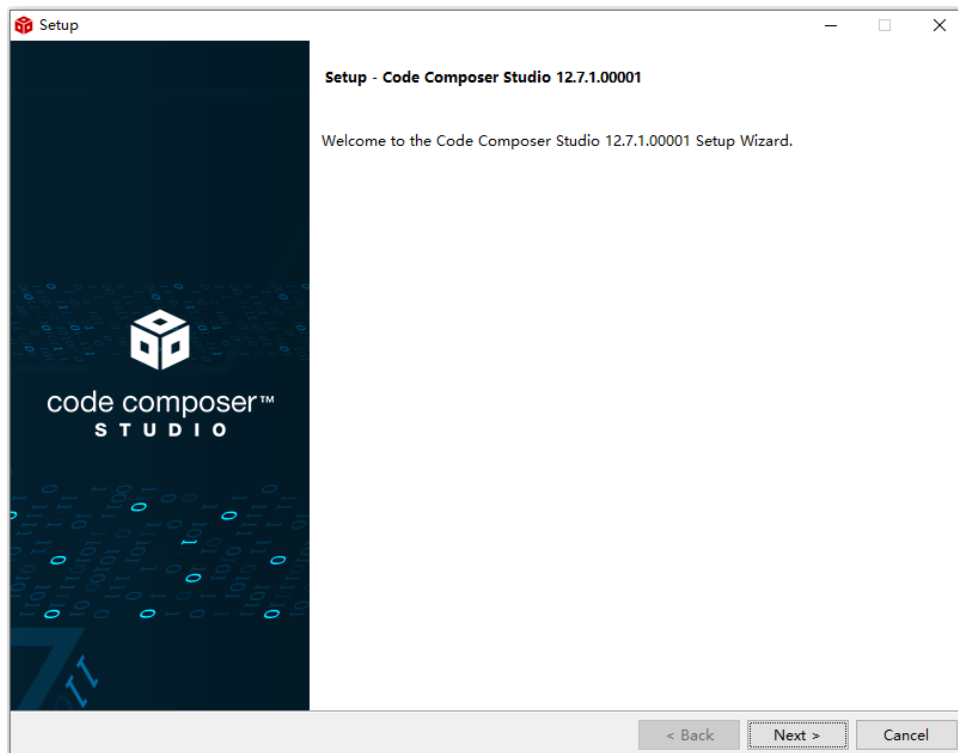 Setup
Setup - Code Composer Studio 12.7.1.00001
Welcome to the Code Composer Studio 12.7.1.00001 Setup Wizard.
code composer™
STUDIO
< Back
Next >
Cancel